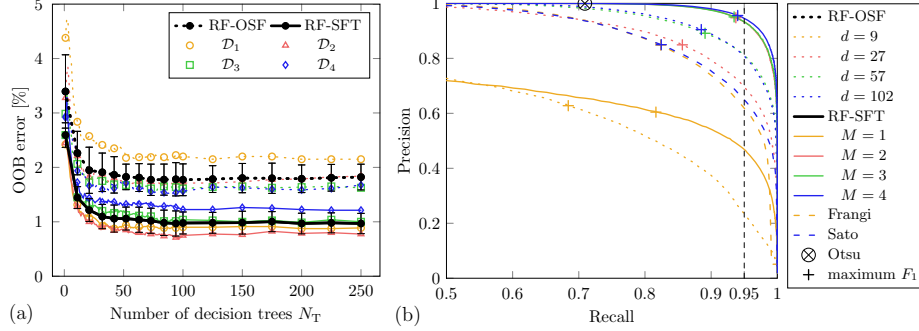 RF-OSF RF-SFT
D₁ D₂
D₃ D₄
OOB error [%]
5
4
3
2
1
0
0 50 100 150 200 250
Number of decision trees N_T
(a)
Precision
1
0.8
0.6
0.4
0.2
0
0.5 0.6 0.7 0.8 0.9 0.95 1
Recall
(b)
RF-OSF
d = 9
d = 27
d = 57
d = 102
RF-SFT
M = 1
M = 2
M = 3
M = 4
Frangi
Sato
Otsu
maximum F₁